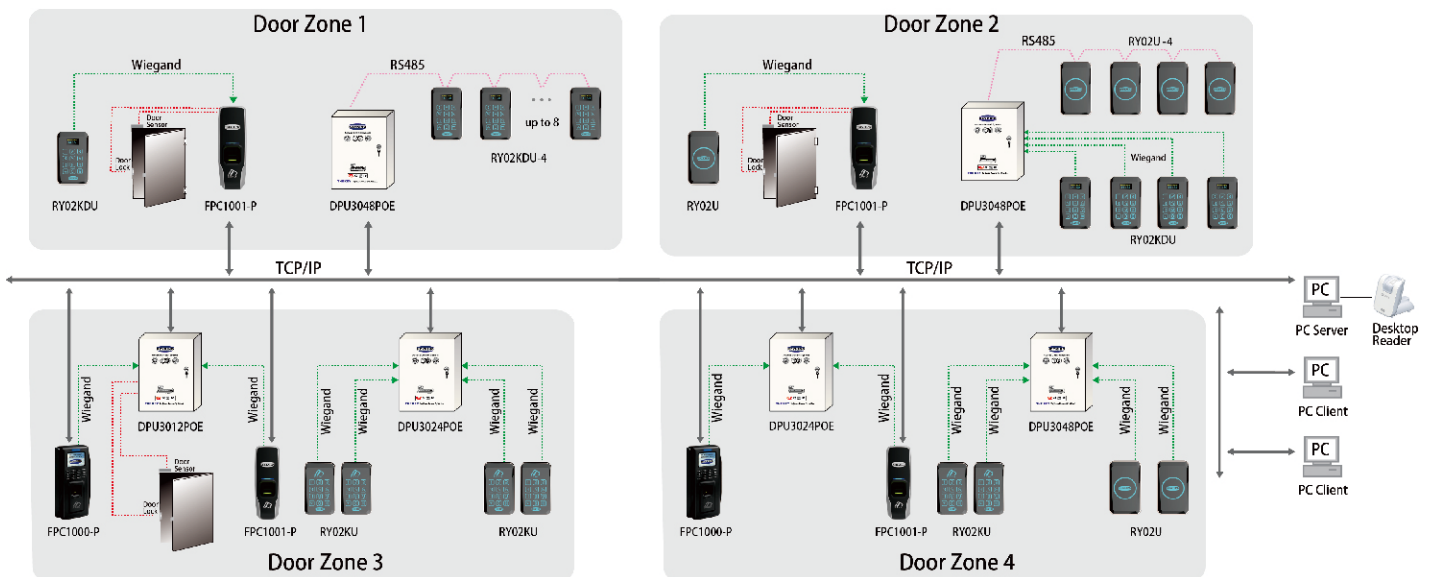 Door Zone 1
Wiegand
RS485
Door
Sensor
Door
Lock
...
up to 8
RY02KDU-4
RY02KDU
FPC1001-P
DPU3048POE
Door Zone 2
RS485
RY02U-4
Wiegand
Door
Sensor
Door
Lock
Wiegand
RY02U
FPC1001-P
DPU3048POE
RY02KDU
TCP/IP
TCP/IP
PC
PC Server
Desktop
Reader
PC
PC Client
PC
PC Client
Wiegand
Wiegand
Wiegand
Wiegand
Wiegand
Wiegand
DPU3012POE
DPU3024POE
Door
Sensor
Door
Lock
FPC1000-P
FPC1001-P
RY02KU
RY02KU
Door Zone 3
Wiegand
Wiegand
Wiegand
Wiegand
Wiegand
Wiegand
DPU3024POE
DPU3048POE
FPC1000-P
FPC1001-P
RY02KU
RY02U
Door Zone 4